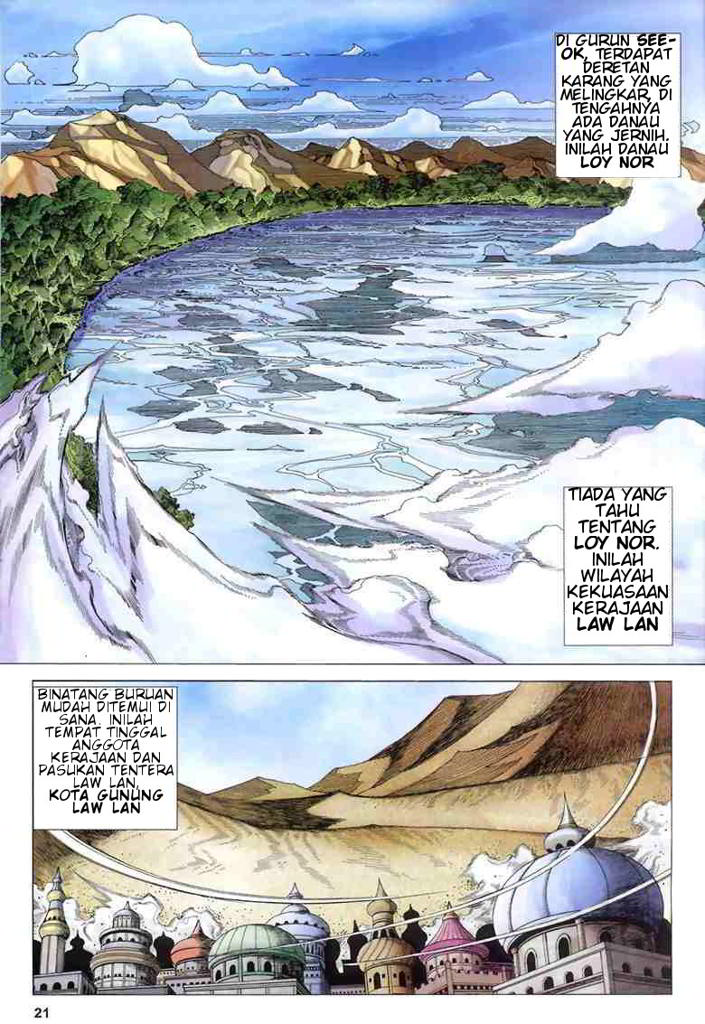 DI GURUN SEE-
OK, TERDAPAT
DERETAN
KARANG YANG
MELINGKAR, DI
TENGAHNYA
ADA DANAU
YANG JERNIH.
INILAH DANAU
LOY NOR
TIADA YANG
TAHU
TENTANG
LOY NOR.
INILAH
WILAYAH
KEKUASAAN
KERAJAAN
LAW LAN
BINATANG BURUAN
MUDAH DITEMUI DI
SANA. INILAH
TEMPAT TINGGAL
ANGGOTA
KERAJAAN DAN
PASUKAN TENTERA
LAW LAN,
KOTA GUNUNG
LAW LAN
21